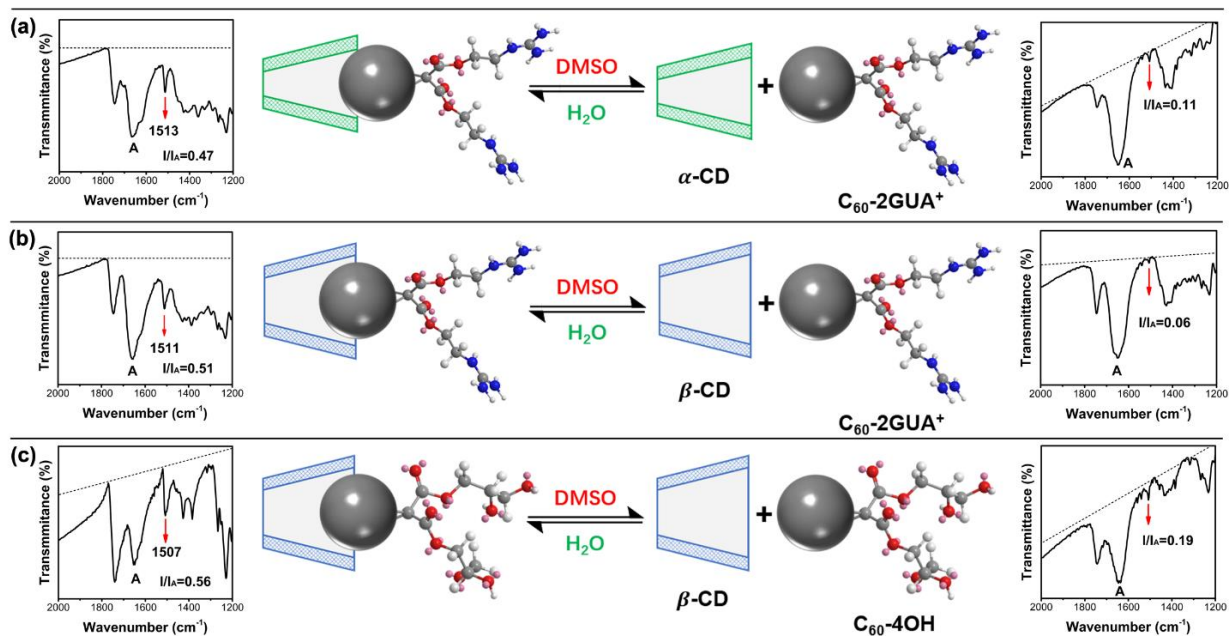 (a)
Transmmitance (%)
1513
A
I/IA=0.47
2000 1800 1600 1400 1200
Wavenumber (cm-1)
DMSO
H2O
+
α-CD
C60-2GUA+
Transmittance (%)
I/IA=0.11
A
2000 1800 1600 1400 1200
Wavenumber (cm-1)
(b)
Transmmitance (%)
1511
A
I/IA=0.51
2000 1800 1600 1400 1200
Wavenumber (cm-1)
DMSO
H2O
+
β-CD
C60-2GUA+
Transmittance (%)
I/IA=0.06
A
2000 1800 1600 1400 1200
Wavenumber (cm-1)
(c)
Transmmitance (%)
1507
A
I/IA=0.56
2000 1800 1600 1400 1200
Wavenumber (cm-1)
DMSO
H2O
+
β-CD
C60-4OH
Transmittance (%)
I/IA=0.19
A
2000 1800 1600 1400 1200
Wavenumber (cm-1)